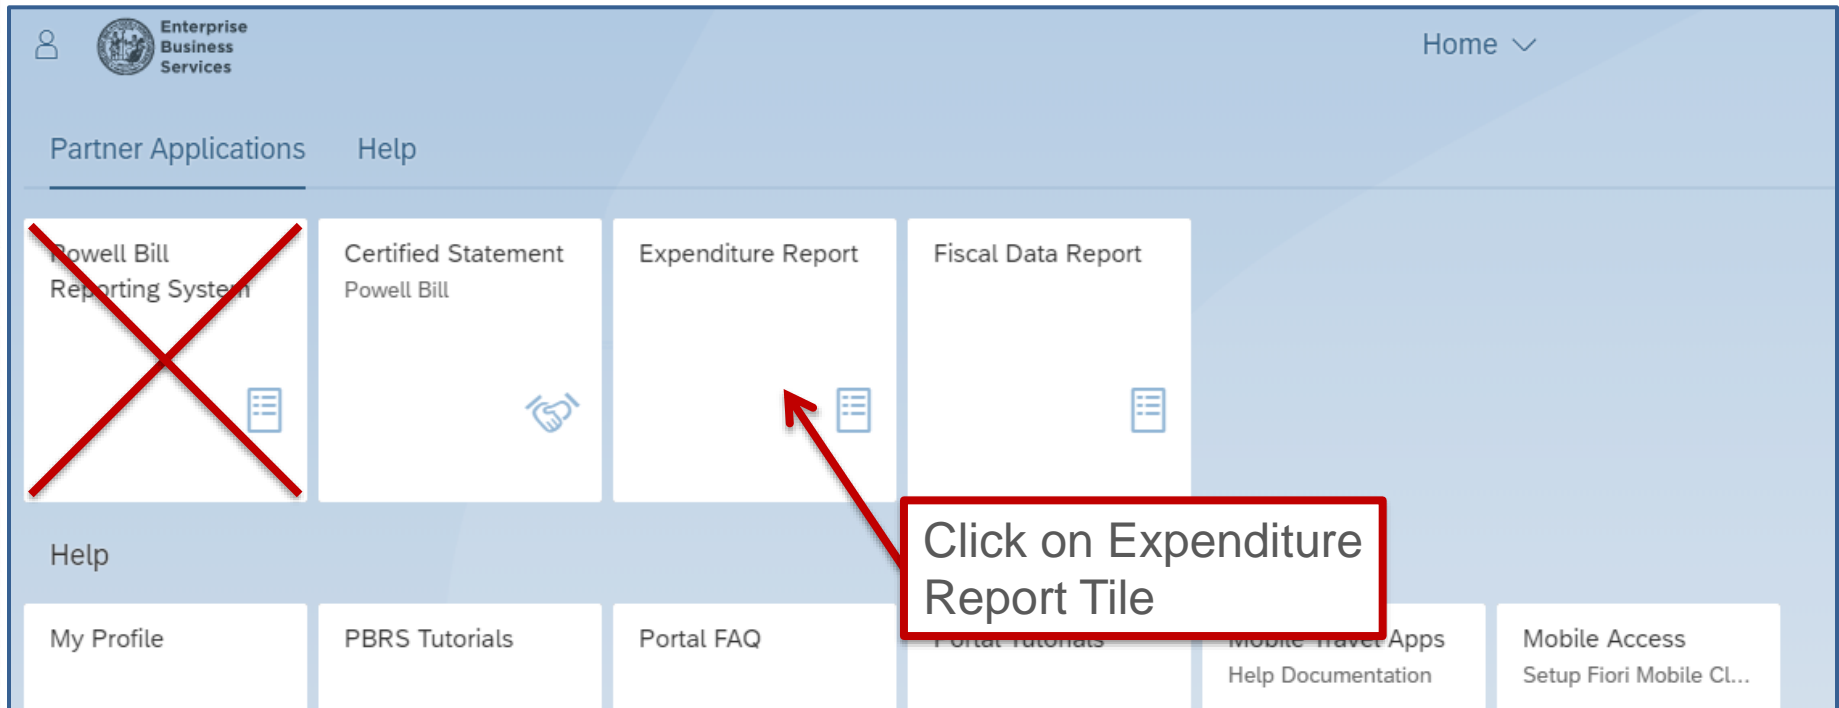 Enterprise
Business
Services
Home
Partner Applications
Help
Powell Bill
Reporting System
Certified Statement
Powell Bill
Expenditure Report
Fiscal Data Report
Click on Expenditure
Report Tile
Help
My Profile
PBRS Tutorials
Portal FAQ
Portal Tutorials
Mobile Travel Apps
Help Documentation
Mobile Access
Setup Fiori Mobile Cl...